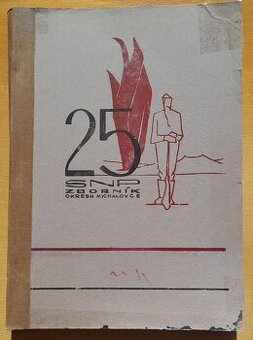 25
SNP
ZBORNÍK
OKRESU MICHALOVCE